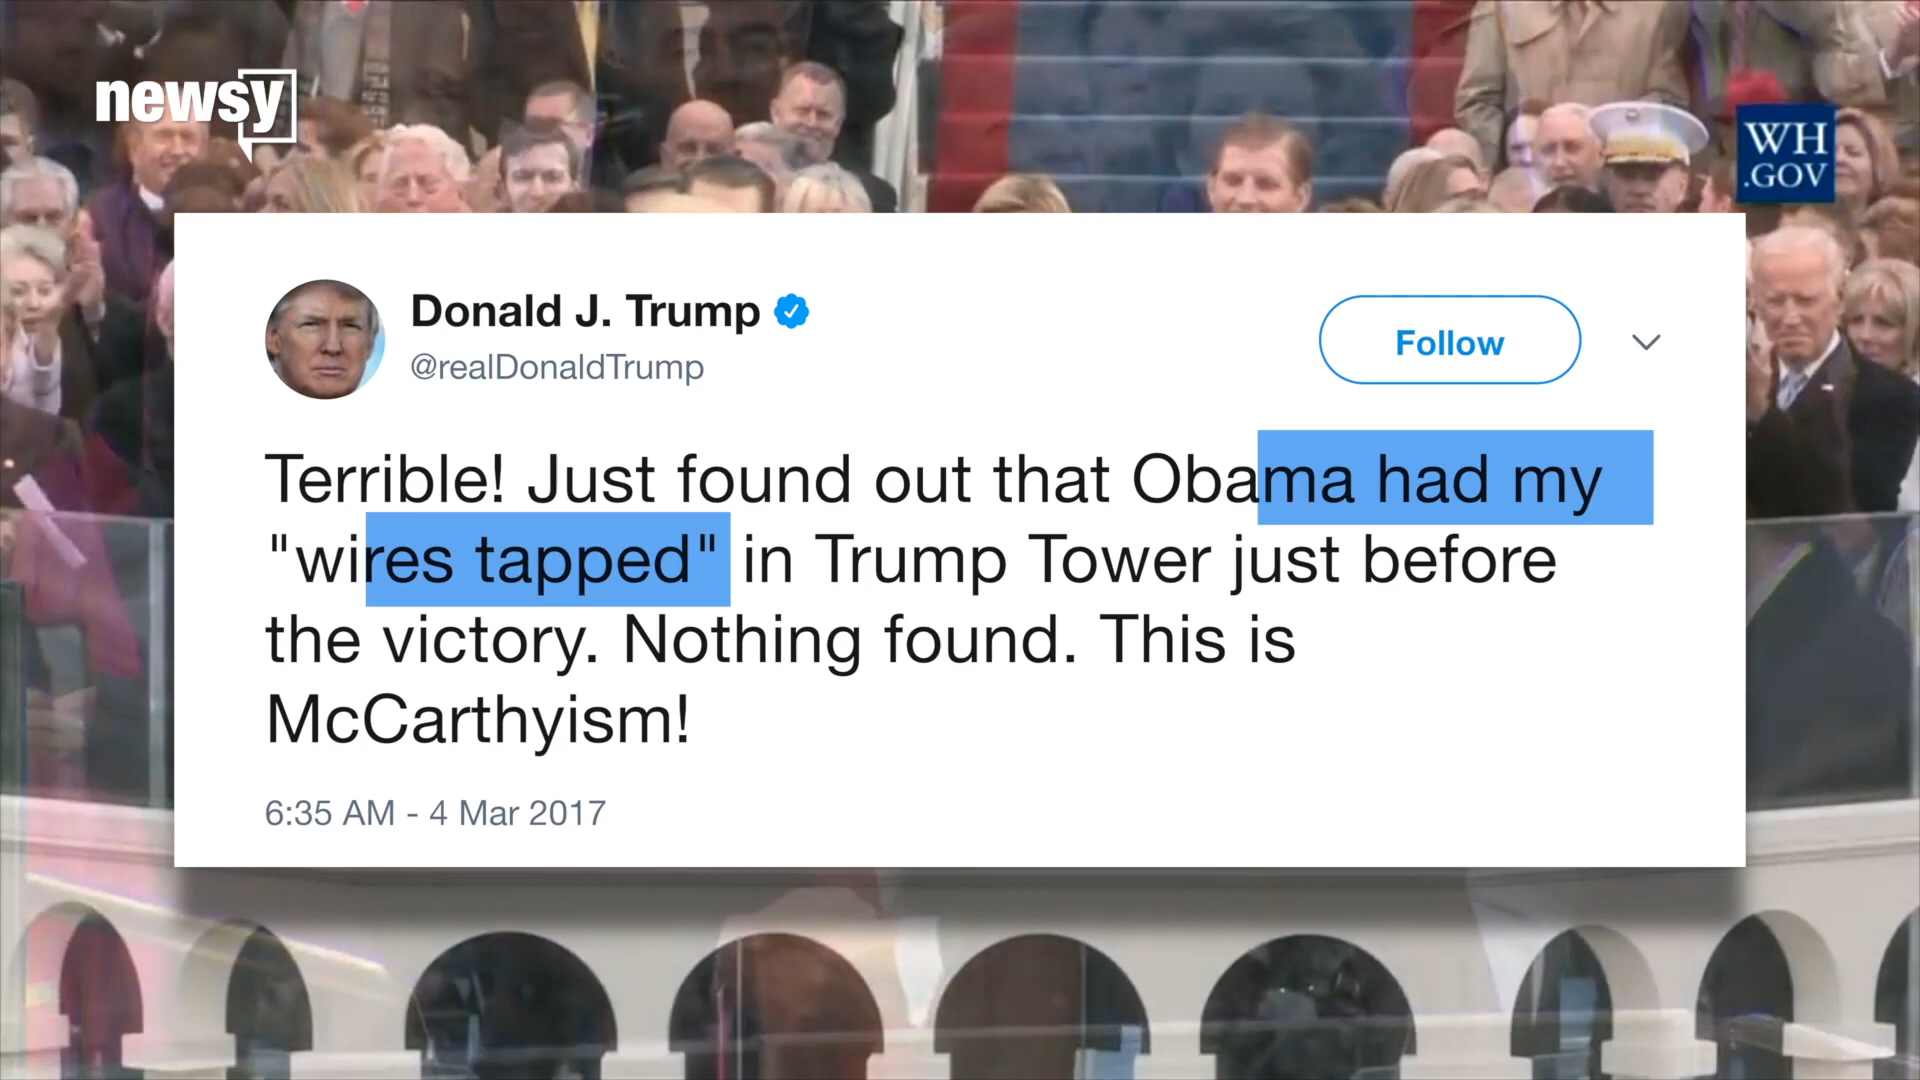 newsy
WH
.GOV
Donald J. Trump
@realDonaldTrump
Follow
Terrible! Just found out that Obama had my
"wires tapped" in Trump Tower just before
the victory. Nothing found. This is
McCarthyism!
6:35 AM - 4 Mar 2017